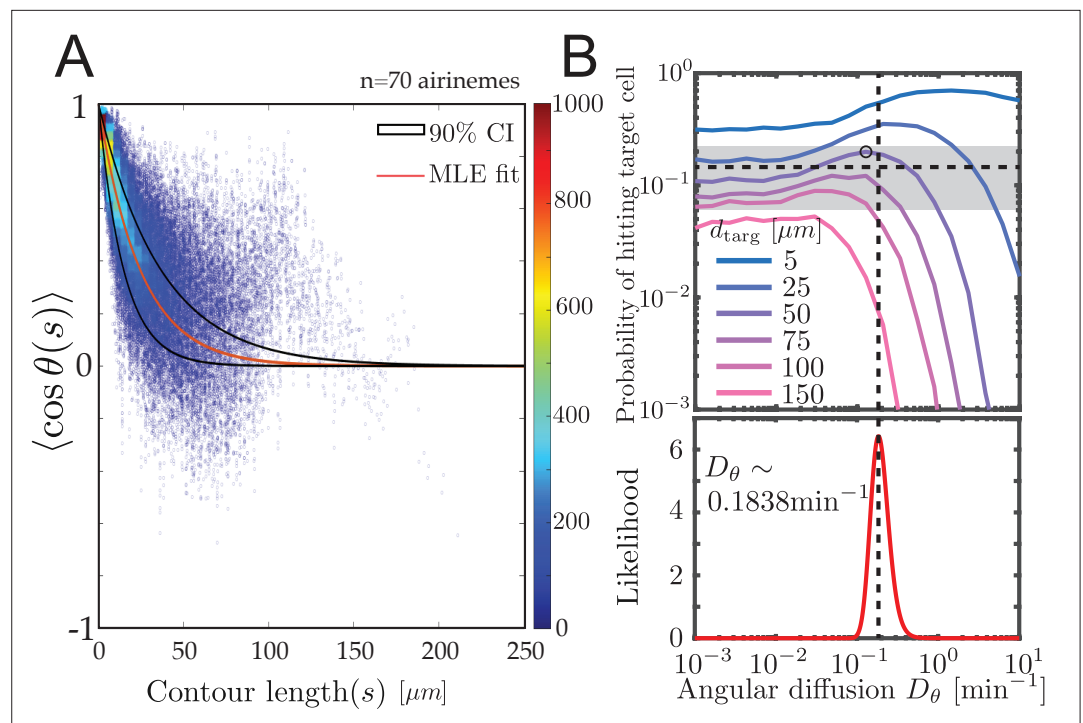 A
n=70 airinemes
90% CI
MLE fit
⟨cos θ(s)⟩
1
0
-1
0
50
100
150
200
250
Contour length(s) [μm]
1000
800
600
400
200
0
B
Probability of hitting target cell
10⁰
10⁻¹
10⁻²
10⁻³
d_targ [μm]
5
25
50
75
100
150
Likelihood
6
4
2
0
D_θ ∼
0.1838min⁻¹
10⁻³
10⁻²
10⁻¹
10⁰
10¹
Angular diffusion D_θ [min⁻¹]